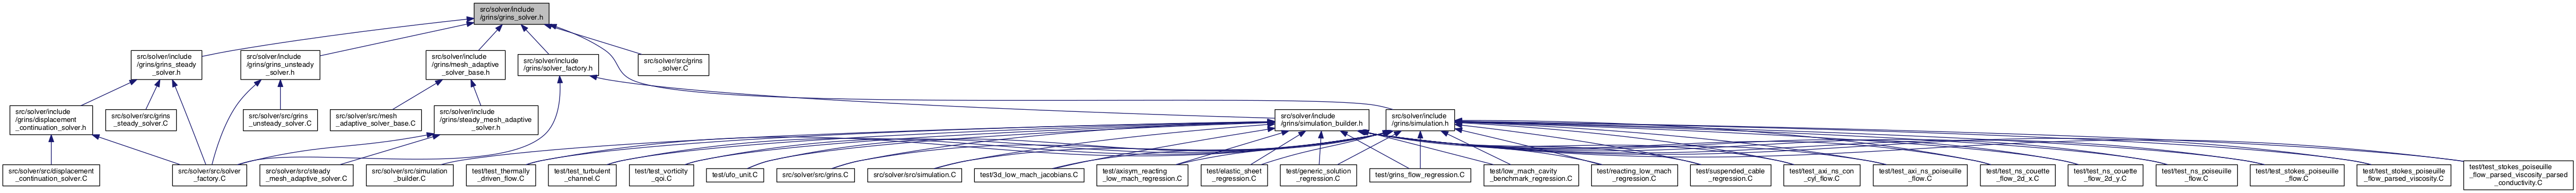 src/solver/include
/grins/grins_solver.h
src/solver/include
/grins/grins_steady
_solver.h
src/solver/include
/grins/grins_unsteady
_solver.h
src/solver/include
/grins/mesh_adaptive
_solver_base.h
src/solver/include
/grins/solver_factory.h
src/solver/src/grins
_solver.C
src/solver/include
/grins/displacement
_continuation_solver.h
src/solver/src/grins
_steady_solver.C
src/solver/src/grins
_unsteady_solver.C
src/solver/src/mesh
_adaptive_solver_base.C
src/solver/include
/grins/steady_mesh_adaptive
_solver.h
src/solver/include
/grins/simulation_builder.h
src/solver/include
/grins/simulation.h
src/solver/src/displacement
_continuation_solver.C
src/solver/src/solver
_factory.C
src/solver/src/steady
_mesh_adaptive_solver.C
src/solver/src/simulation
_builder.C
test/test_thermally
_driven_flow.C
test/test_turbulent
_channel.C
test/test_vorticity
_qoi.C
test/ufo_unit.C
src/solver/src/grins.C
src/solver/src/simulation.C
test/3d_low_mach_jacobians.C
test/axisym_reacting
_low_mach_regression.C
test/elastic_sheet
_regression.C
test/generic_solution
_regression.C
test/grins_flow_regression.C
test/low_mach_cavity
_benchmark_regression.C
test/reacting_low_mach
_regression.C
test/suspended_cable
_regression.C
test/test_axi_ns_con
_cyl_flow.C
test/test_axi_ns_poiseuille
_flow.C
test/test_ns_couette
_flow_2d_x.C
test/test_ns_couette
_flow_2d_y.C
test/test_ns_poiseuille
_flow.C
test/test_stokes_poiseuille
_flow.C
test/test_stokes_poiseuille
_flow_parsed_viscosity.C
test/test_stokes_poiseuille
_flow_parsed_viscosity_parsed
_conductivity.C